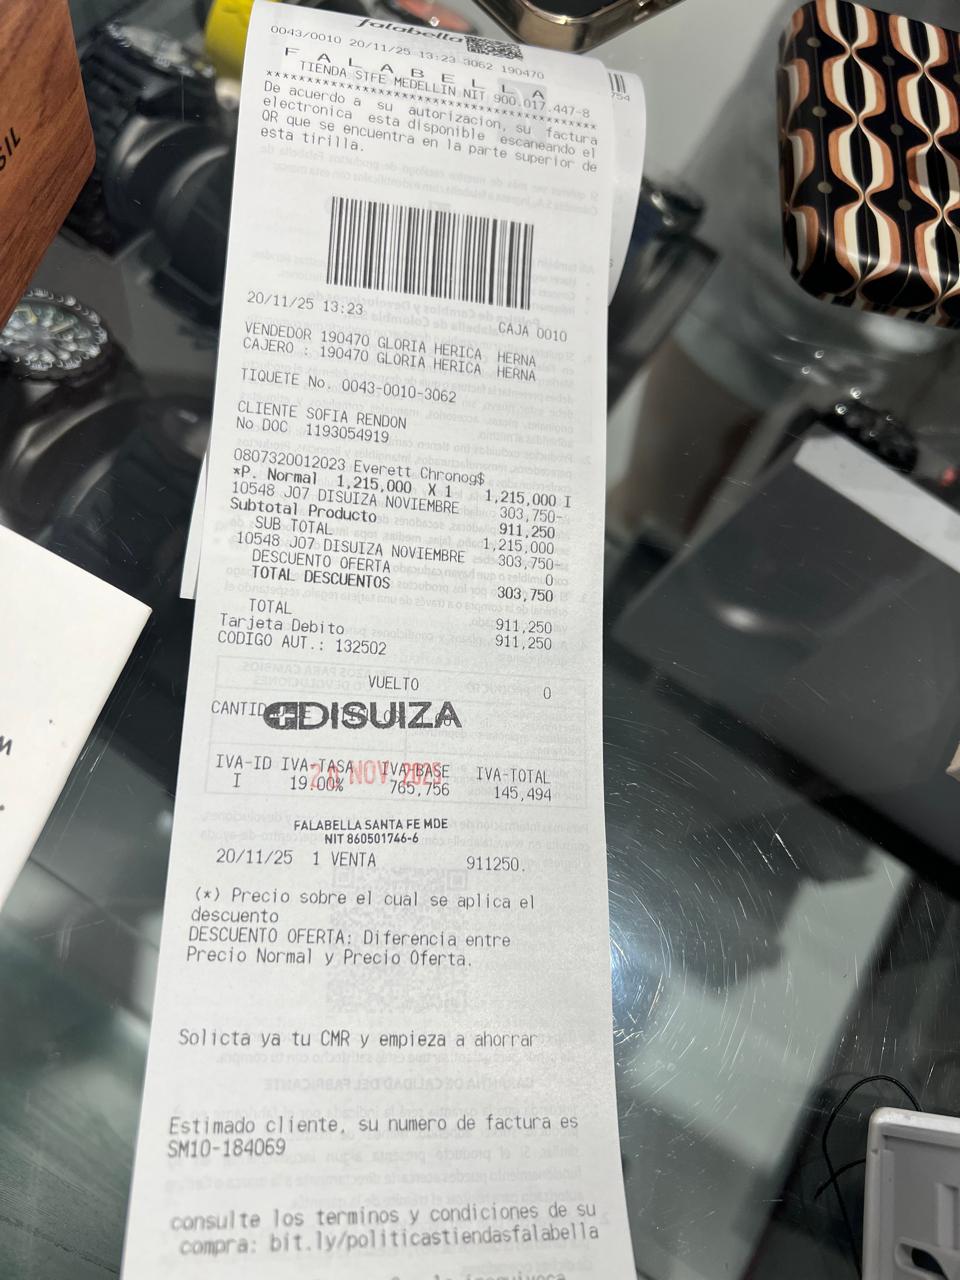 falabella
0043/0010 20/11/25 13:23 3062 190470
F A L A B E L L A
TIENDA STFE MEDELLIN NIT 900.017.447-8
****************************************
De acuerdo a su autorizacion, su factura
electronica esta disponible escaneando el
QR que se encuentra en la parte superior de
esta tirilla.
20/11/25 13:23 CAJA 0010
VENDEDOR 190470 GLORIA HERICA HERNA
CAJERO : 190470 GLORIA HERICA HERNA
TIQUETE No. 0043-0010-3062
CLIENTE SOFIA RENDON
No DOC 1193054919
0807320012023 Everett Chronog$
*P. Normal 1,215,000 X 1 1,215,000 I
10548 J07 DISUIZA NOVIEMBRE 303,750-
Subtotal Producto 911,250
SUB TOTAL 1,215,000
10548 J07 DISUIZA NOVIEMBRE 303,750-
DESCUENTO OFERTA 0
TOTAL DESCUENTOS 303,750
TOTAL 911,250
Tarjeta Debito 911,250
CODIGO AUT.: 132502
VUELTO 0
CANTID
DISUIZA
IVA-ID IVA-TASA IVA-BASE IVA-TOTAL
I 19.00% 765,756 145,494
NOV 2025
FALABELLA SANTA FE MDE
NIT 860501746-6
20/11/25 1 VENTA 911250.
(*) Precio sobre el cual se aplica el
descuento
DESCUENTO OFERTA: Diferencia entre
Precio Normal y Precio Oferta.
Solicta ya tu CMR y empieza a ahorrar
Estimado cliente, su numero de factura es
SM10-184069
consulte los terminos y condiciones de su
compra: bit.ly/politicastiendasfalabella